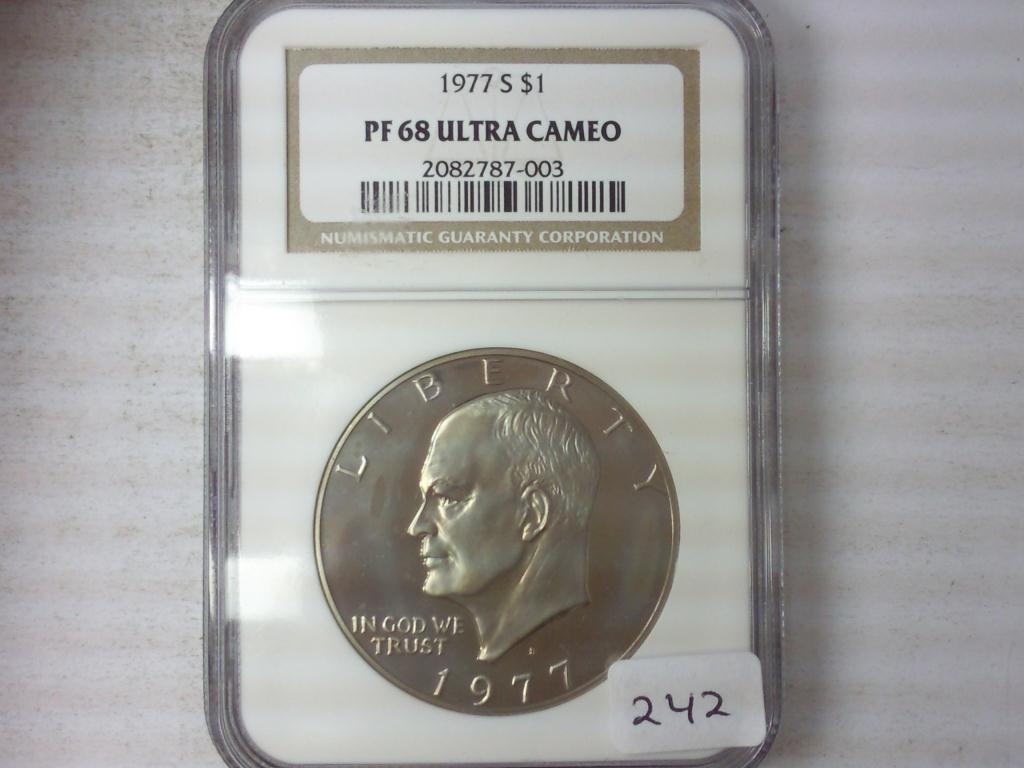 1977 S $1
PF 68 ULTRA CAMEO
2082787-003
NUMISMATIC GUARANTY CORPORATION
LIBERTY
IN GOD WE
TRUST
S
1977
242